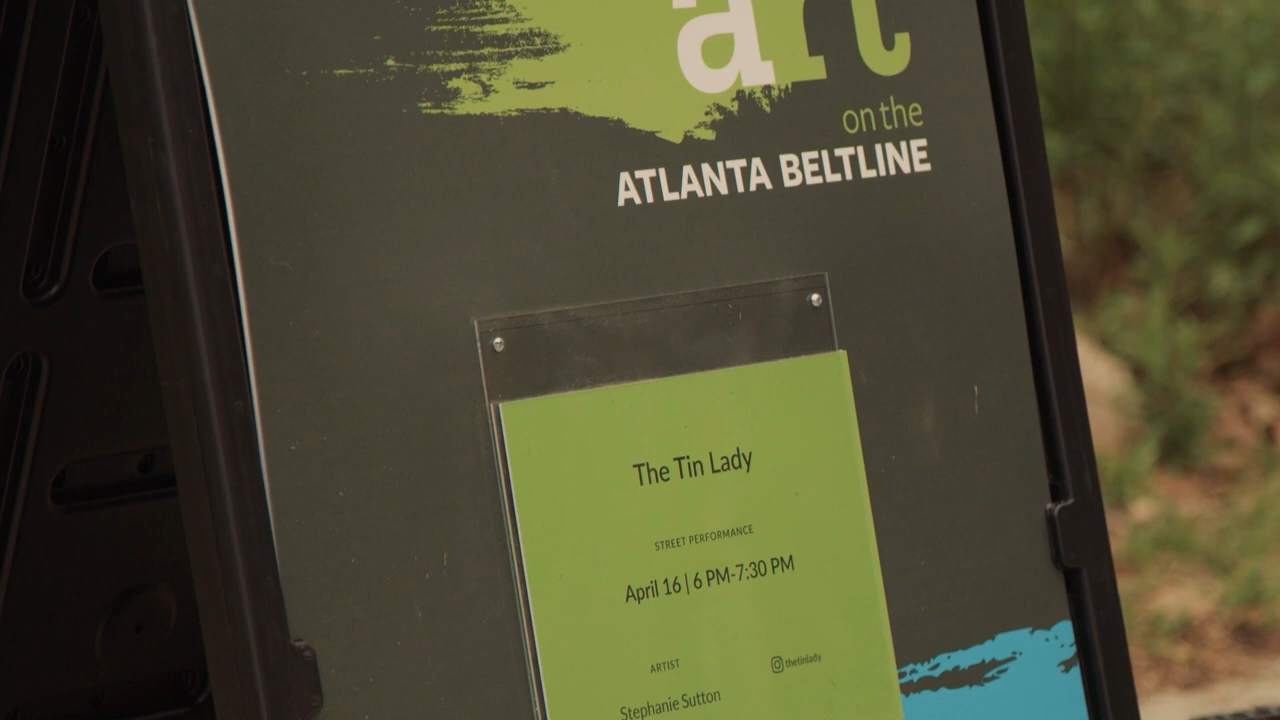 art
on the
ATLANTA BELTLINE
The Tin Lady
STREET PERFORMANCE
April 16 | 6 PM-7:30 PM
ARTIST
thetinlady
Stephanie Sutton